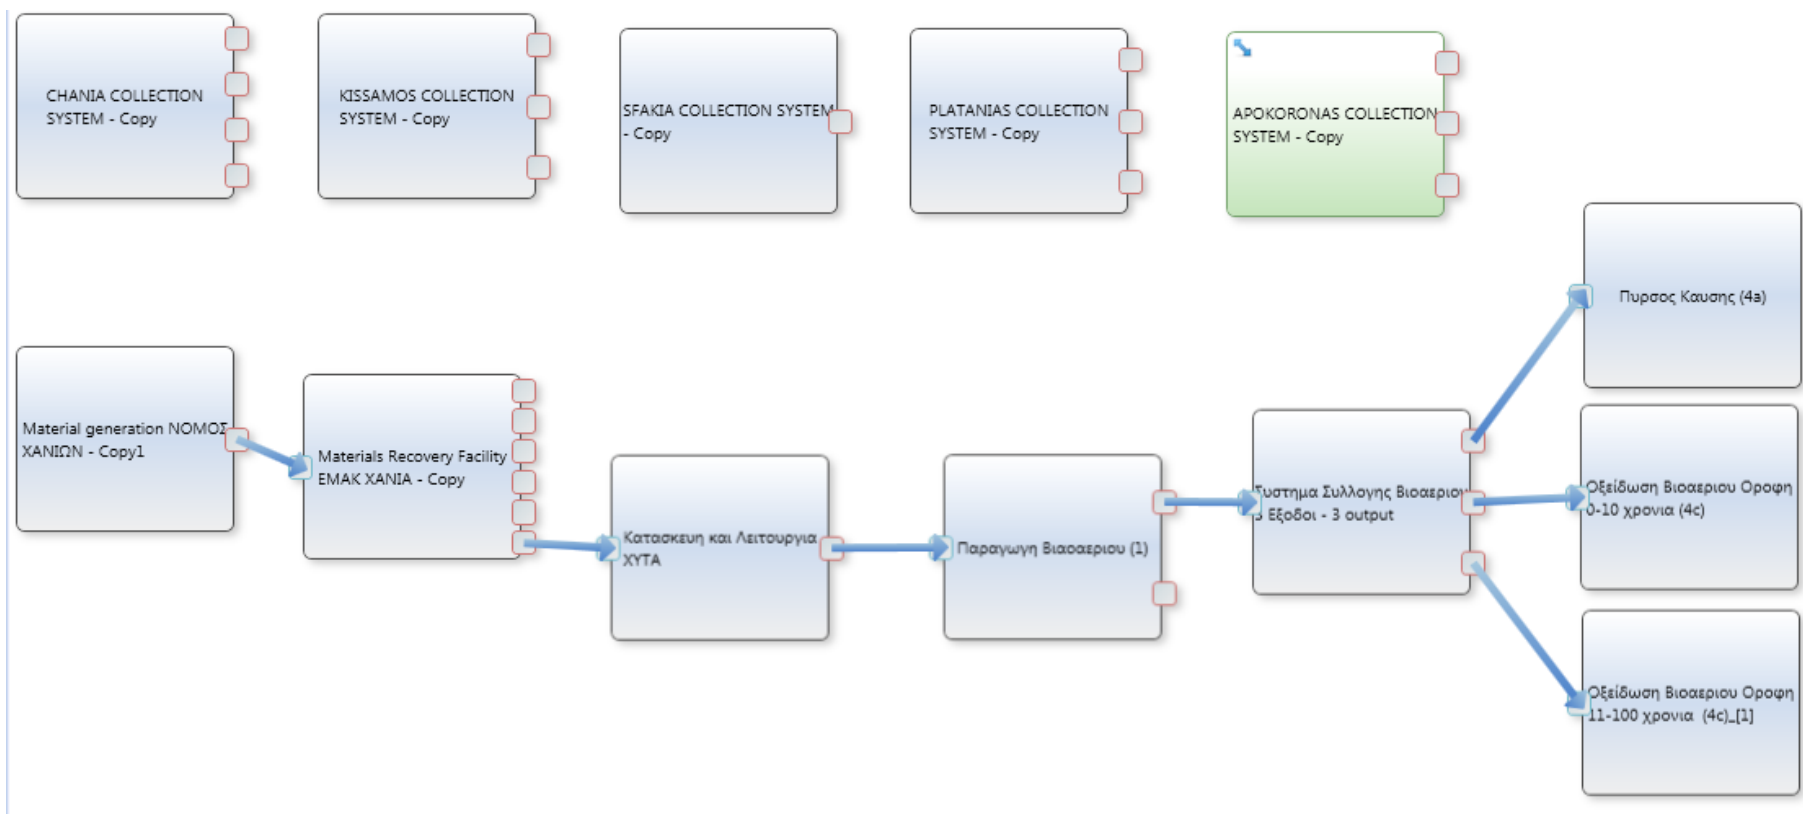 CHANIA COLLECTION
SYSTEM - Copy
KISSAMOS COLLECTION
SYSTEM - Copy
SFAKIA COLLECTION SYSTEM
- Copy
PLATANIAS COLLECTION
SYSTEM - Copy
APOKORONAS COLLECTION
SYSTEM - Copy
Πυρσος Καυσης (4a)
Material generation ΝΟΜΟΣ
ΧΑΝΙΩΝ - Copy1
Materials Recovery Facility
ΕΜΑΚ ΧΑΝΙΑ - Copy
Κατασκευη και Λειτουργια
ΧΥΤΑ
Παραγωγη Βιαοαεριου (1)
Συστημα Συλλογης Βιοαεριου
3 Εξοδοι - 3 output
Οξείδωση Βιοαεριου Οροφη
0-10 χρονια (4c)
Οξείδωση Βιοαεριου Οροφη
11-100 χρονια (4c)_[1]